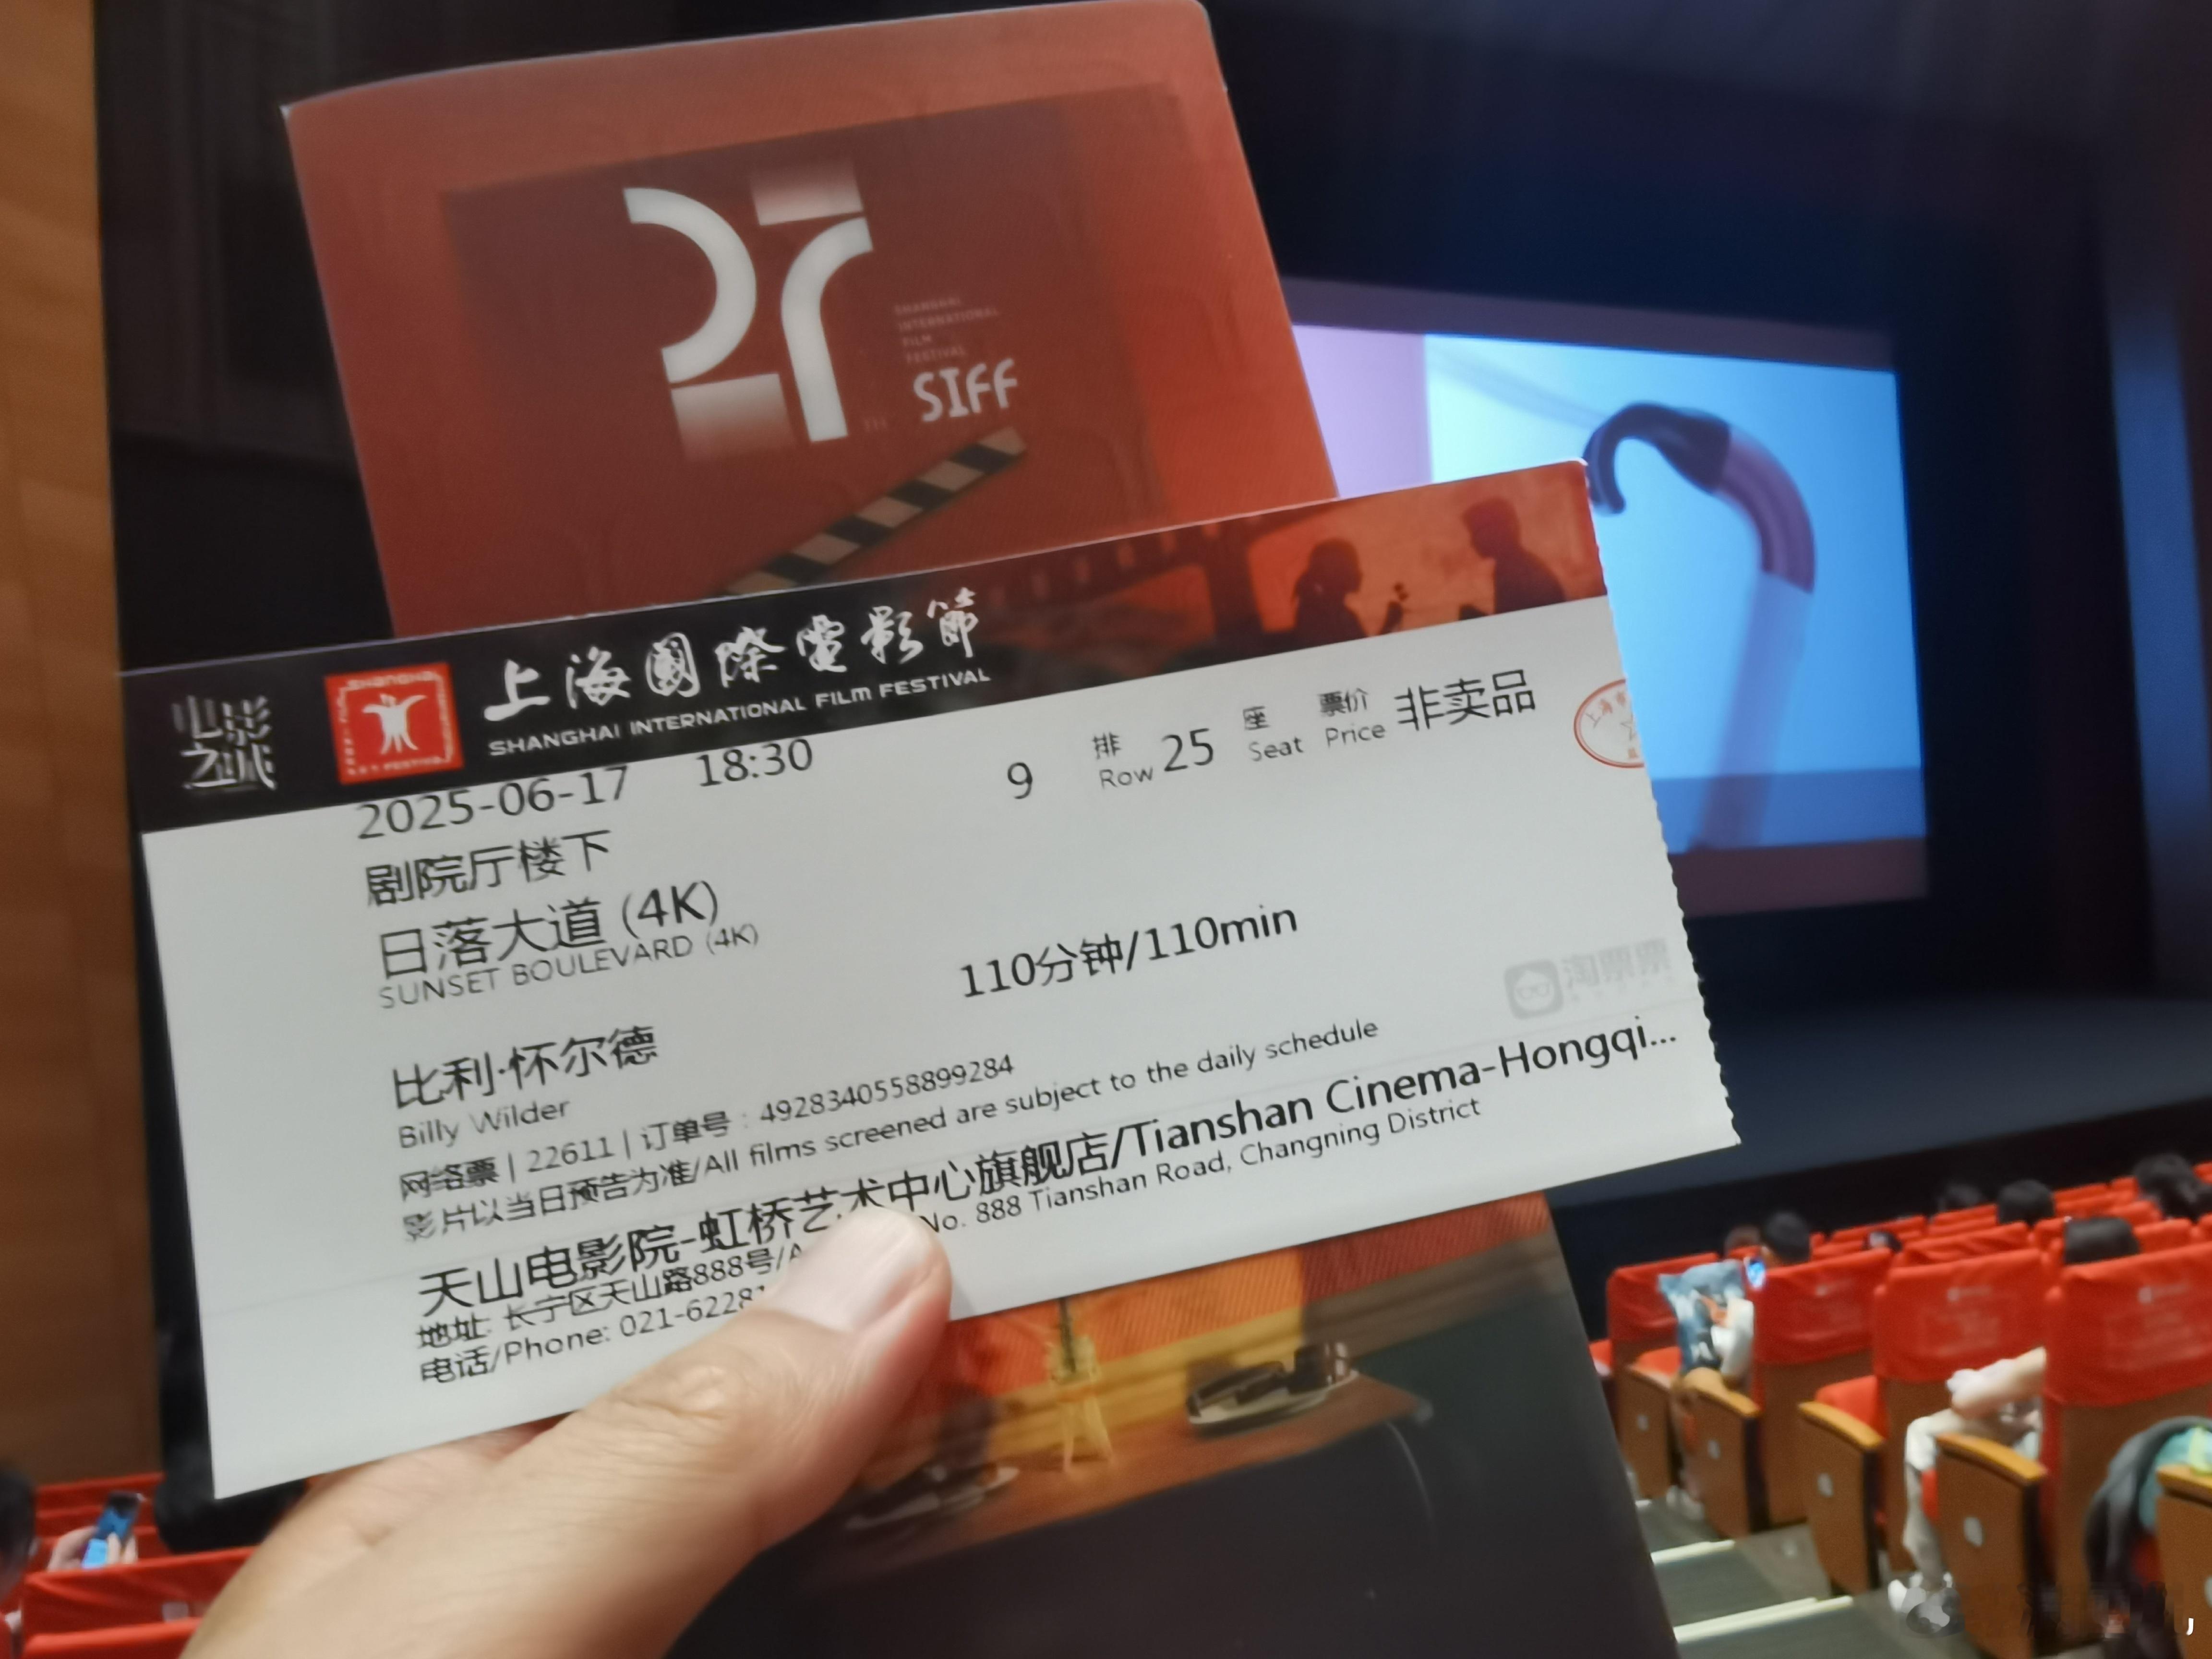 27
TH
SHANGHAI
INTERNATIONAL
FILM
FESTIVAL
SIFF
电影
之城
上海國際電影節
SHANGHAI INTERNATIONAL FILM FESTIVAL
2025-06-17 18:30 9 排 Row 25 座 Seat 票价 Price 非卖品
剧院厅楼下
日落大道 (4K)
SUNSET BOULEVARD (4K)
110分钟/110min
淘票票
比利·怀尔德
Billy Wilder
网络票 | 22611 | 订单号：4928340558899284
影片以当日预告为准/All films screened are subject to the daily schedule
天山电影院-虹桥艺术中心旗舰店/Tianshan Cinema-Hongqi...
地址: 长宁区天山路888号/A No. 888 Tianshan Road, Changning District
电话/Phone: 021-62281